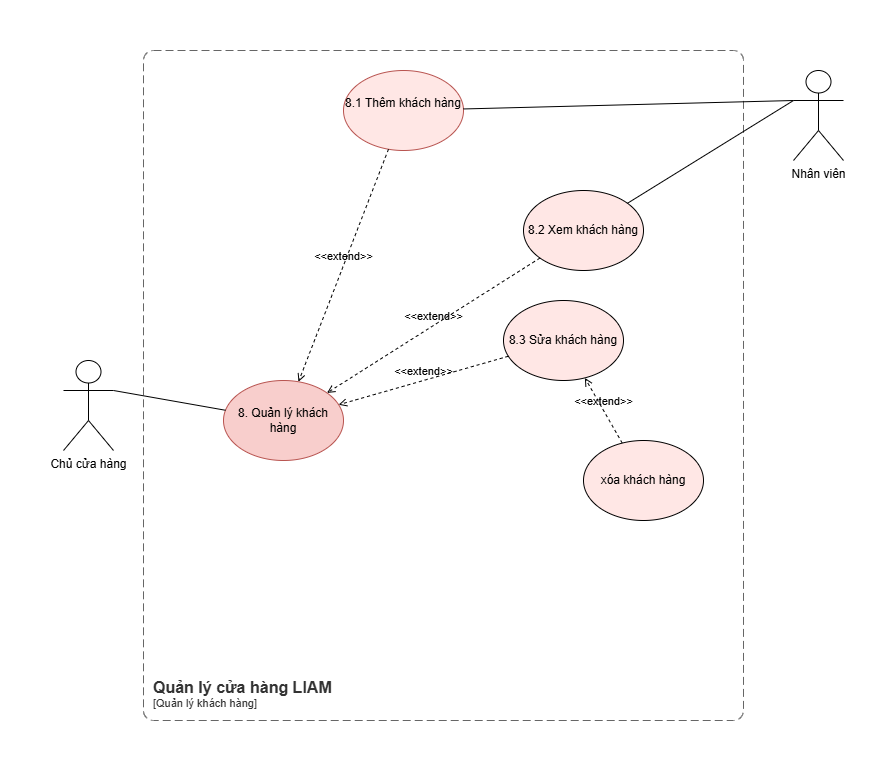 8.1 Thêm khách hàng
Nhân viên
8.2 Xem khách hàng
<<extend>>
<<extend>>
8.3 Sửa khách hàng
<<extend>>
<<extend>>
8. Quản lý khách
hàng
Chủ cửa hàng
xóa khách hàng
Quản lý cửa hàng LIAM
[Quản lý khách hàng]